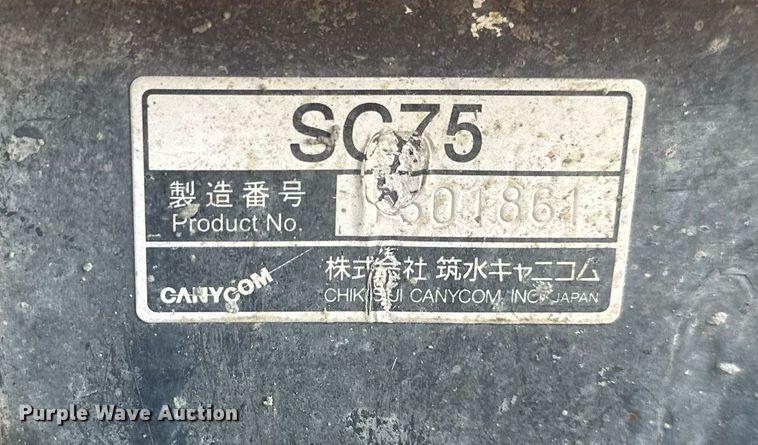 SC75
製造番号
Product No.
CANYCOM
株式会社 筑水キャニコム
CHIKUSUI CANYCOM, INC. JAPAN
Purple Wave Auction